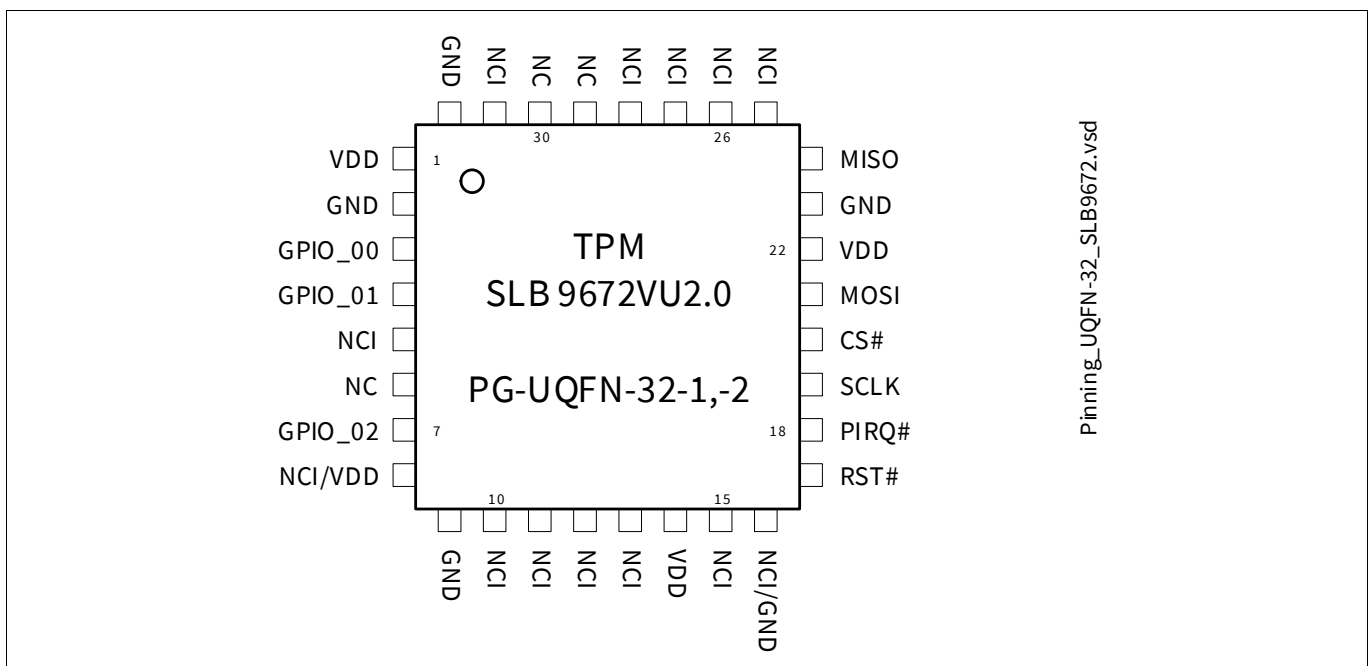 GND
NCI
NC
NC
NCI
NCI
NCI
NCI
30
26
VDD
1
MISO
GND
GND
GPIO_00
TPM
22
VDD
GPIO_01
SLB 9672VU2.0
MOSI
NCI
CS#
NC
PG-UQFN-32-1,-2
SCLK
GPIO_02
7
18
PIRQ#
NCI/VDD
RST#
10
15
GND
NCI
NCI
NCI
NCI
VDD
NCI
NCI/GND
Pinning_UQFN-32_SLB9672.vsd